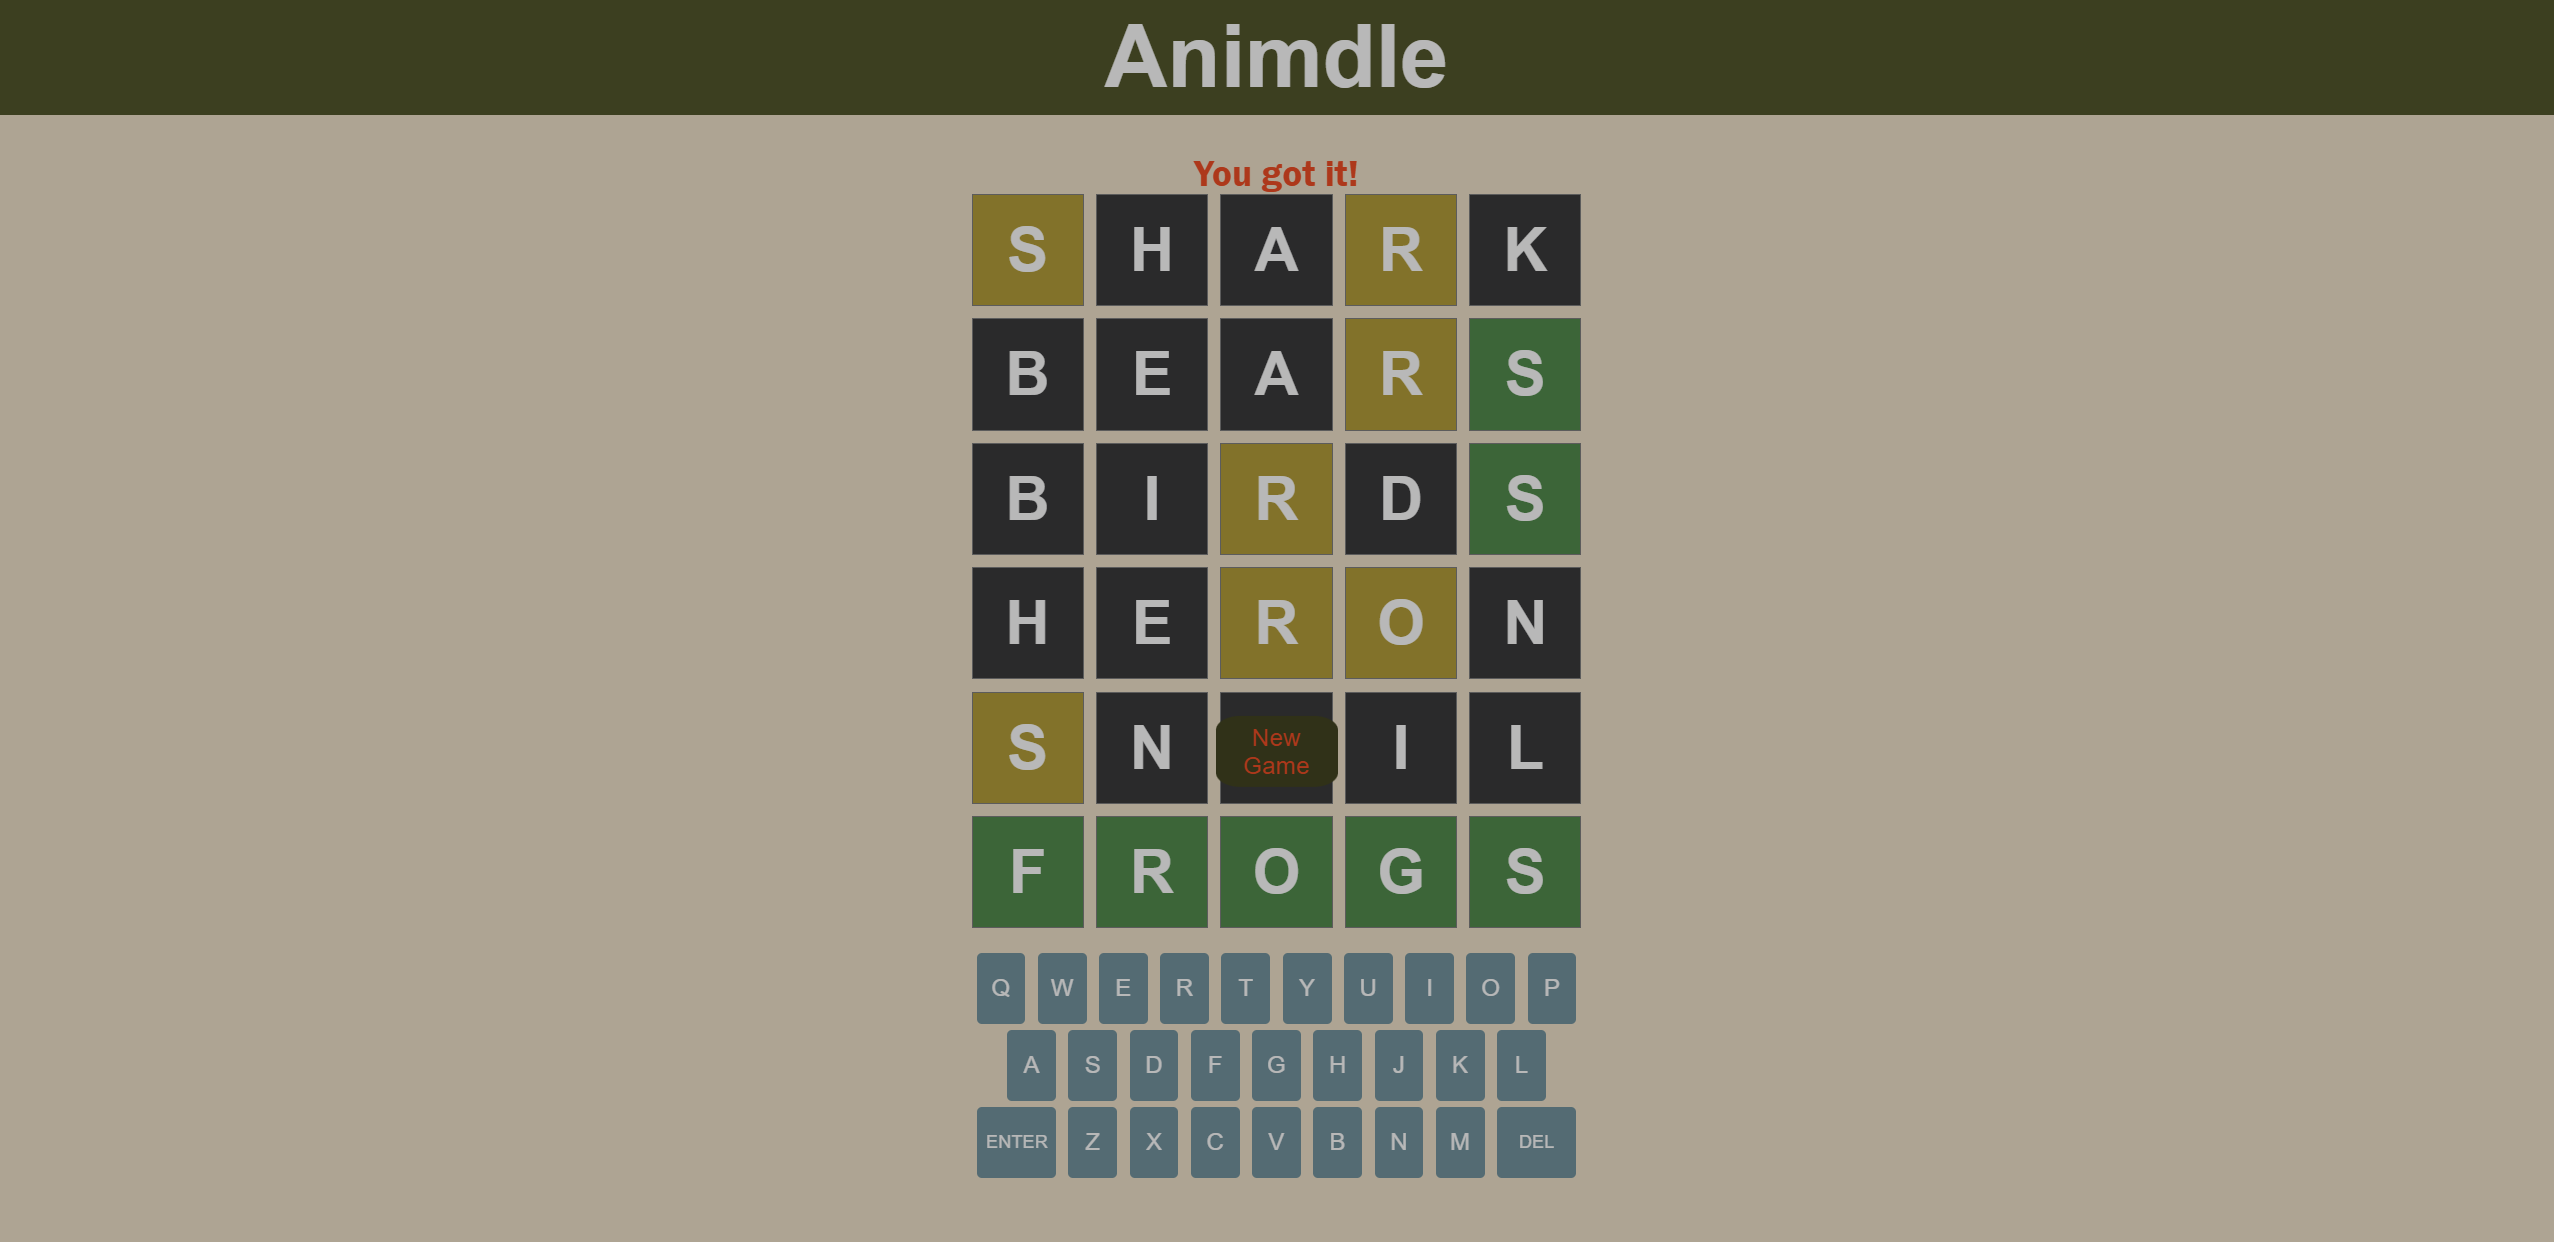 Animdle
You got it!
S H A R K
B E A R S
B I R D S
H E R O N
S N I L
New
Game
F R O G S
Q W E R T Y U I O P
A S D F G H J K L
ENTER Z X C V B N M DEL